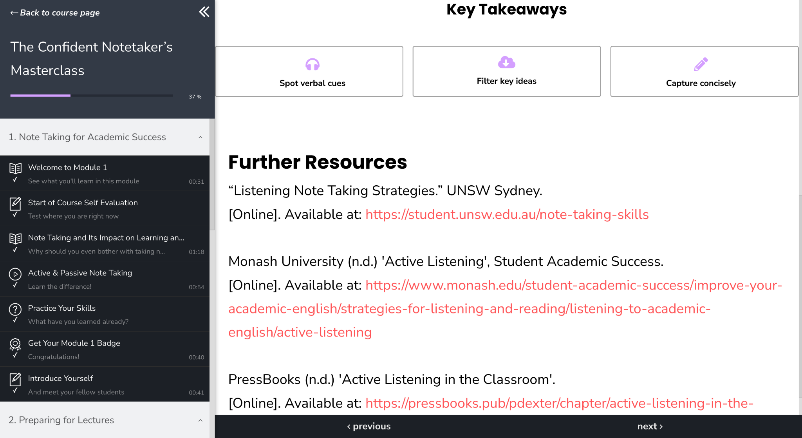 ← Back to course page
The Confident Notetaker's
Masterclass
37 %
1. Note Taking for Academic Success
Welcome to Module 1
See what you'll learn in this module
00:31
Start of Course Self Evaluation
Test where you are right now
Note Taking and Its Impact on Learning an...
Why should you even bother with taking n...
01:18
Active & Passive Note Taking
Learn the difference!
00:54
Practice Your Skills
What have you learned already?
Get Your Module 1 Badge
Congratulations!
00:40
Introduce Yourself
And meet your fellow students
00:41
2. Preparing for Lectures
Key Takeaways
Spot verbal cues
Filter key ideas
Capture concisely
Further Resources
“Listening Note Taking Strategies.” UNSW Sydney.
[Online]. Available at: https://student.unsw.edu.au/note-taking-skills
Monash University (n.d.) 'Active Listening', Student Academic Success.
[Online]. Available at: https://www.monash.edu/student-academic-success/improve-your-
academic-english/strategies-for-listening-and-reading/listening-to-academic-
english/active-listening
PressBooks (n.d.) 'Active Listening in the Classroom'.
[Online]. Available at: https://pressbooks.pub/pdexter/chapter/active-listening-in-the-
‹ previous
next ›